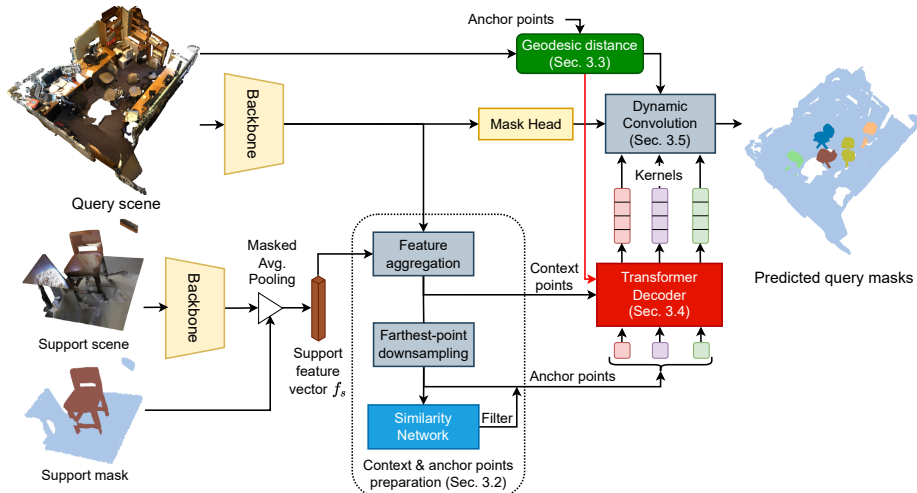 Anchor points
Geodesic distance
(Sec. 3.3)
Backbone
Mask Head
Dynamic
Convolution
(Sec. 3.5)
Query scene
Kernels
Masked
Avg.
Pooling
Feature
aggregation
Context
points
Transformer
Decoder
(Sec. 3.4)
Predicted query masks
Backbone
Support scene
Farthest-point
downsampling
Support
feature
vector fₛ
Anchor points
Similarity
Network
Filter
Support mask
Context & anchor points
preparation (Sec. 3.2)